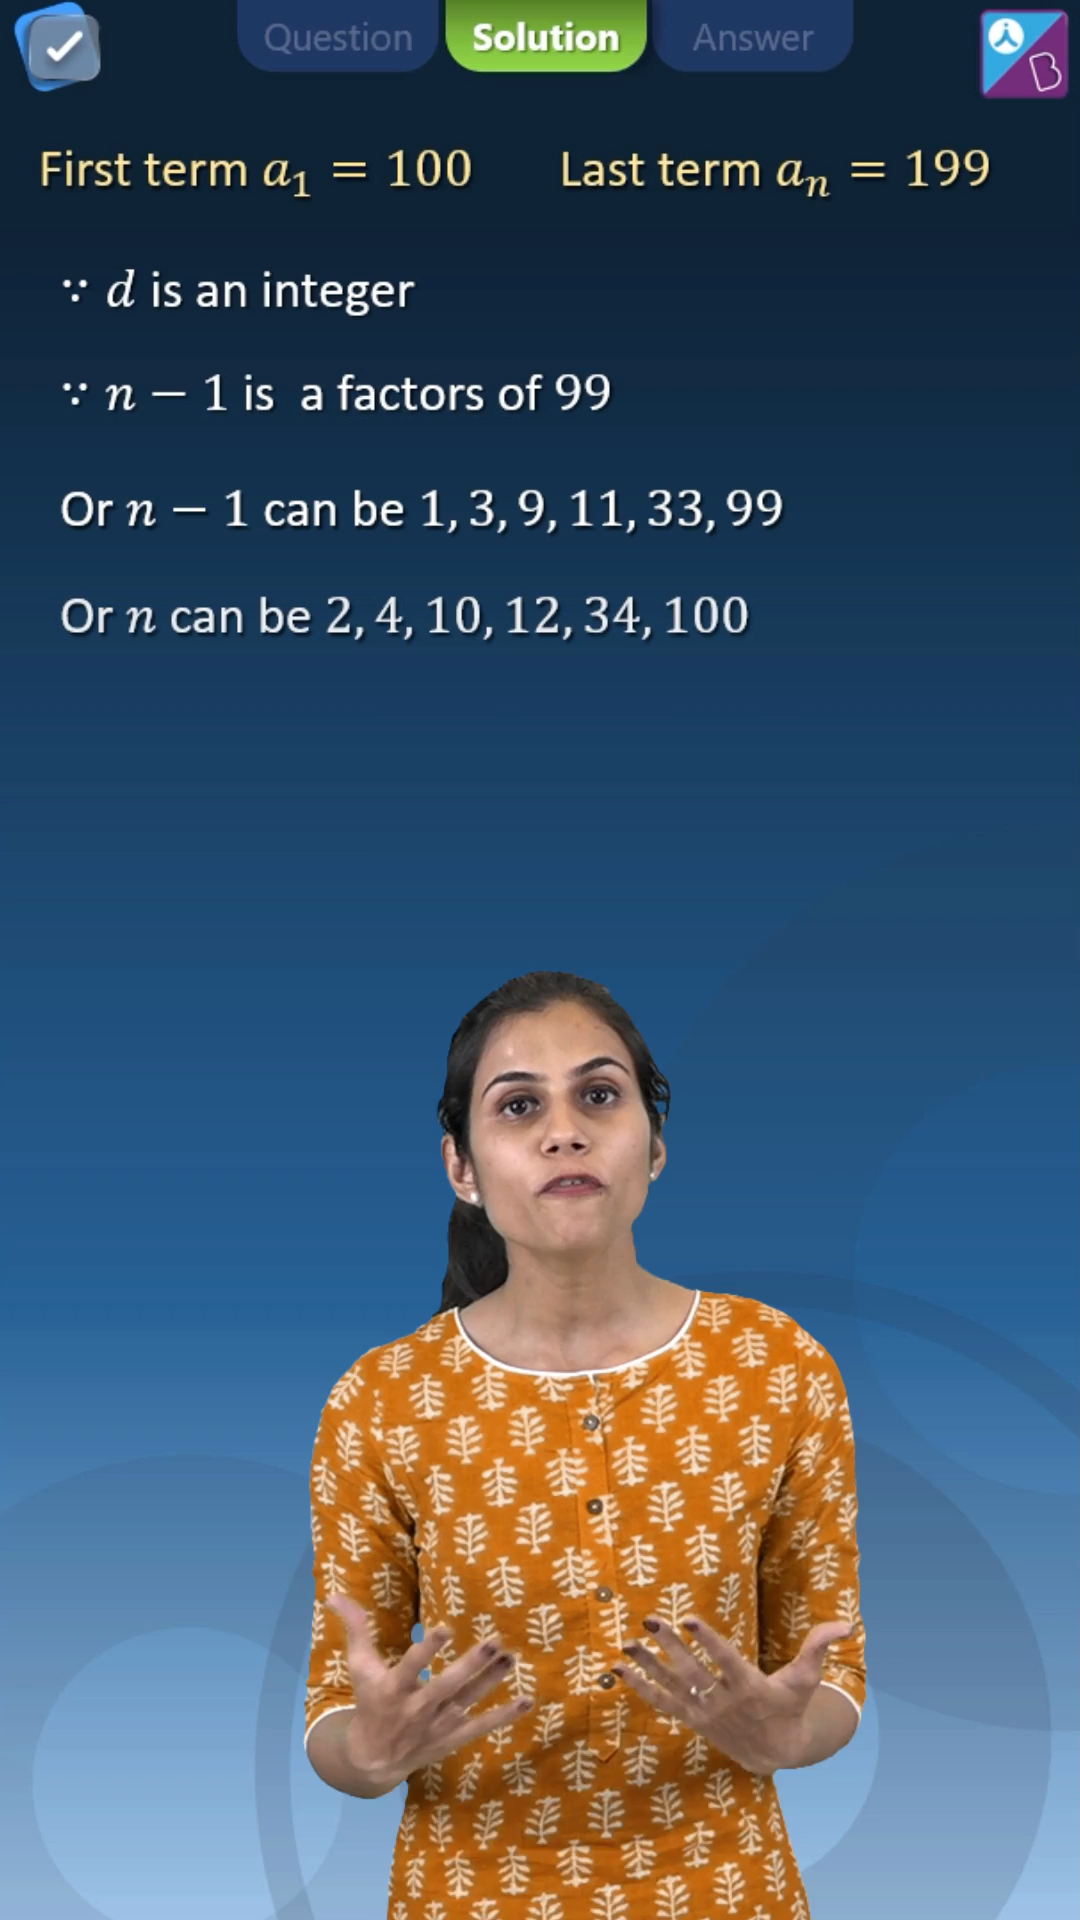 Question Solution Answer
First term a₁ = 100 Last term aₙ = 199
∵ d is an integer
∵ n − 1 is a factors of 99
Or n − 1 can be 1, 3, 9, 11, 33, 99
Or n can be 2, 4, 10, 12, 34, 100